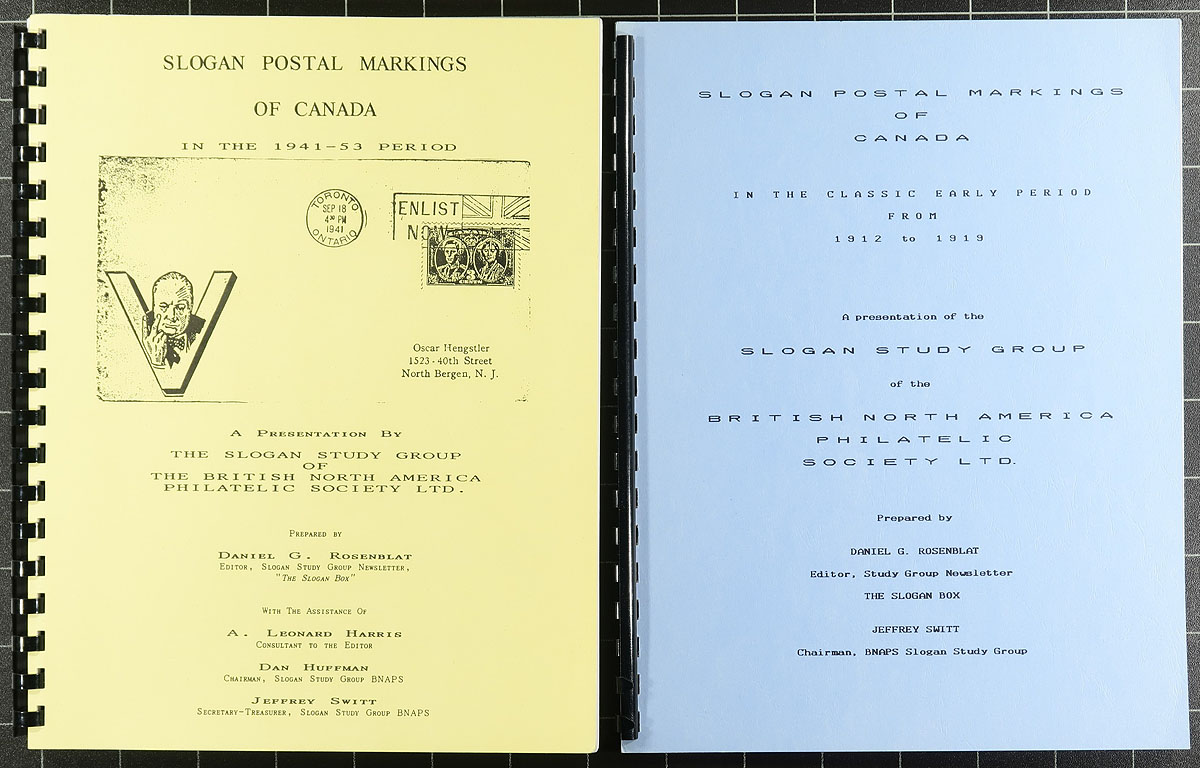 SLOGAN POSTAL MARKINGS
OF CANADA
IN THE 1941-53 PERIOD
TORONTO
SEP 18
4 30 PM
1941
ONTARIO
ENLIST
NOW
Oscar Hengstler
1523-40th Street
North Bergen, N. J.
A Presentation By
THE SLOGAN STUDY GROUP
OF
THE BRITISH NORTH AMERICA
PHILATELIC SOCIETY LTD.
Prepared by
Daniel G. Rosenblat
Editor, Slogan Study Group Newsletter,
"The Slogan Box"
With The Assistance Of
A. Leonard Harris
Consultant to the Editor
Dan Huffman
Chairman, Slogan Study Group BNAPS
Jeffrey Switt
Secretary-Treasurer, Slogan Study Group BNAPS
SLOGAN POSTAL MARKINGS
OF
CANADA
IN THE CLASSIC EARLY PERIOD
FROM
1912 to 1919
A presentation of the
SLOGAN STUDY GROUP
of the
BRITISH NORTH AMERICA
PHILATELIC
SOCIETY LTD.
Prepared by
DANIEL G. ROSENBLAT
Editor, Study Group Newsletter
THE SLOGAN BOX
JEFFREY SWITT
Chairman, BNAPS Slogan Study Group